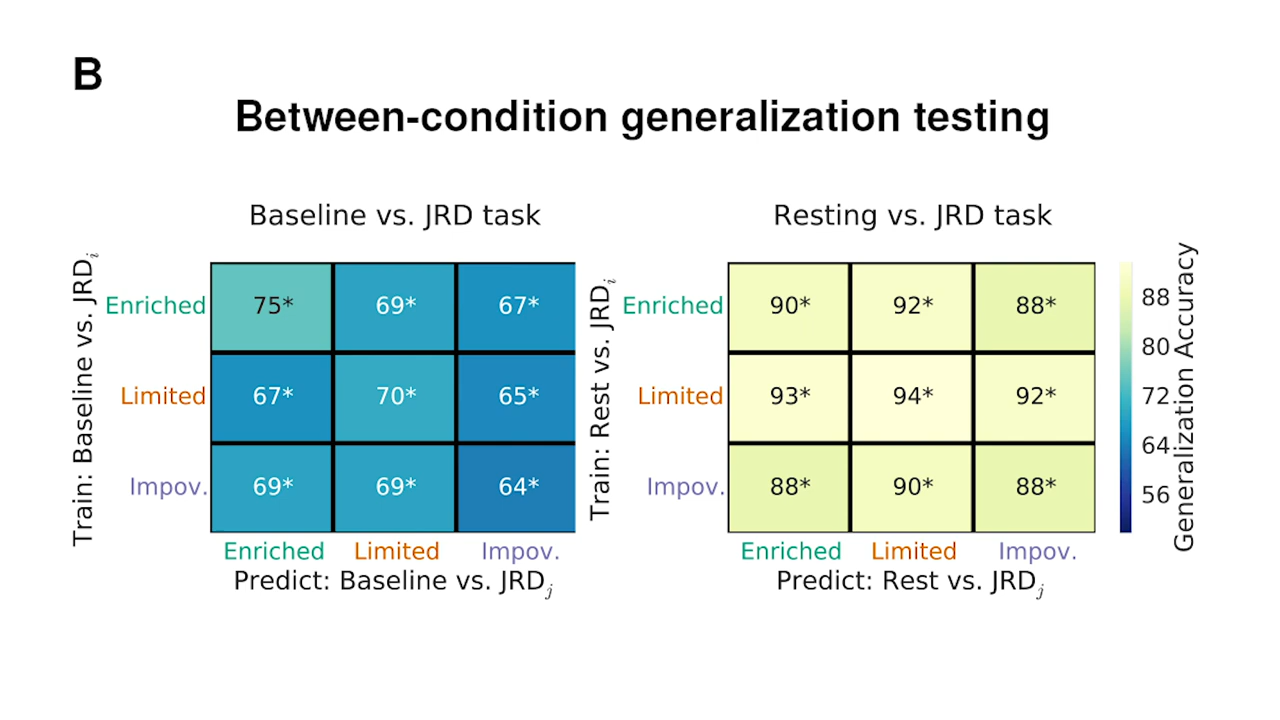 B
Between-condition generalization testing
Baseline vs. JRD task
Train: Baseline vs. JRDi
Enriched 75* 69* 67*
Limited 67* 70* 65*
Impov. 69* 69* 64*
Enriched Limited Impov.
Predict: Baseline vs. JRDj
Resting vs. JRD task
Train: Rest vs. JRDi
Enriched 90* 92* 88*
Limited 93* 94* 92*
Impov. 88* 90* 88*
Enriched Limited Impov.
Predict: Rest vs. JRDj
88
80
72
64
56
Generalization Accuracy